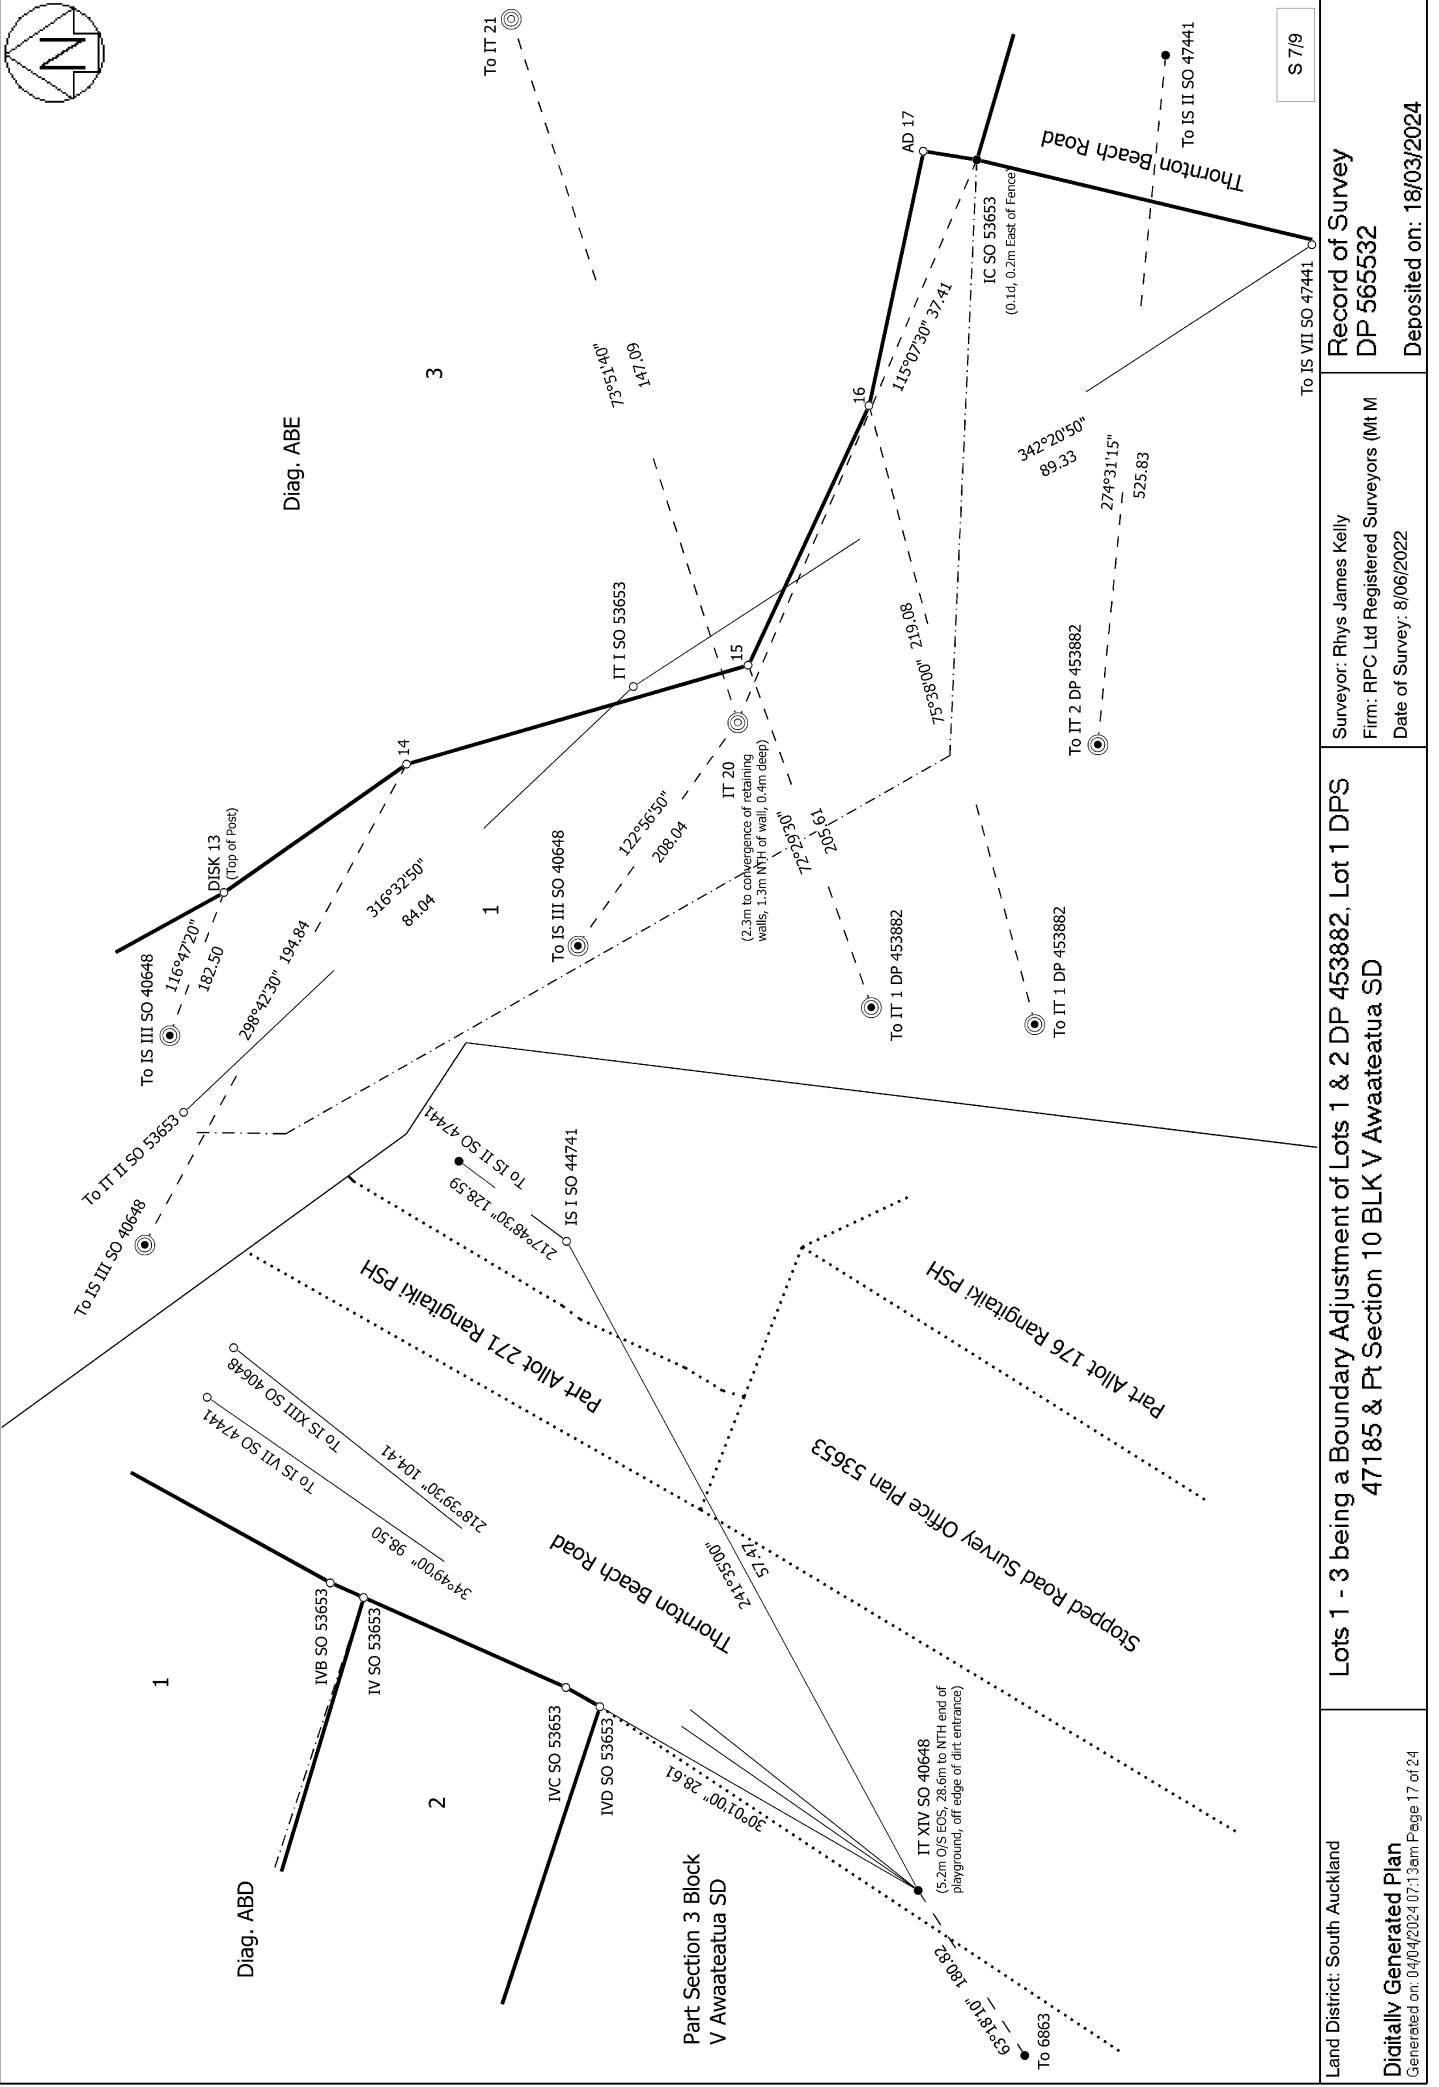 N
Diag. ABD
1
2
Part Section 3 Block
V Awaateatua SD
IVB SO 53653
IV SO 53653
IVC SO 53653
IVD SO 53653
To IS VII SO 47441
34°49'00" 98.50
To IS XIII SO 40648
218°39'30" 104.41
30°01'00" 28.61
Thornton Beach Road
241°35'00"
57.47
IT XIV SO 40648
(5.2m O/S EOS, 28.6m to NTH end of
playground, off edge of dirt entrance)
63°18'10" 180.82
To 6863
Part Allot 271 Rangitaiki PSH
Stopped Road Survey Office Plan 53653
Part Allot 176 Rangitaiki PSH
To IS II SO 47441
217°48'30" 128.59
IS I SO 44741
To IS III SO 40648
To IT II SO 53653
To IS III SO 40648
116°47'20"
182.50
298°42'30" 194.84
DISK 13
(Top of Post)
14
316°32'50"
84.04
1
To IS III SO 40648
122°56'50"
208.04
IT I SO 53653
15
IT 20
(2.3m to convergence of retaining
walls, 1.3m NTH of wall, 0.4m deep)
72°29'30"
205.61
To IT 1 DP 453882
To IT 1 DP 453882
75°38'00" 219.08
Diag. ABE
3
73°51'40"
147.09
To IT 21
16
115°07'30" 37.41
AD 17
IC SO 53653
(0.1d, 0.2m East of Fence)
Thornton Beach Road
To IS II SO 47441
342°20'50"
89.33
274°31'15"
525.83
To IT 2 DP 453882
To IS VII SO 47441
S 7/9
Land District: South Auckland
Digitally Generated Plan
Generated on: 04/04/2024 07:13am Page 17 of 24
Lots 1 - 3 being a Boundary Adjustment of Lots 1 & 2 DP 453882, Lot 1 DPS
47185 & Pt Section 10 BLK V Awaateatua SD
Surveyor: Rhys James Kelly
Firm: RPC Ltd Registered Surveyors (Mt M
Date of Survey: 8/06/2022
Record of Survey
DP 565532
Deposited on: 18/03/2024